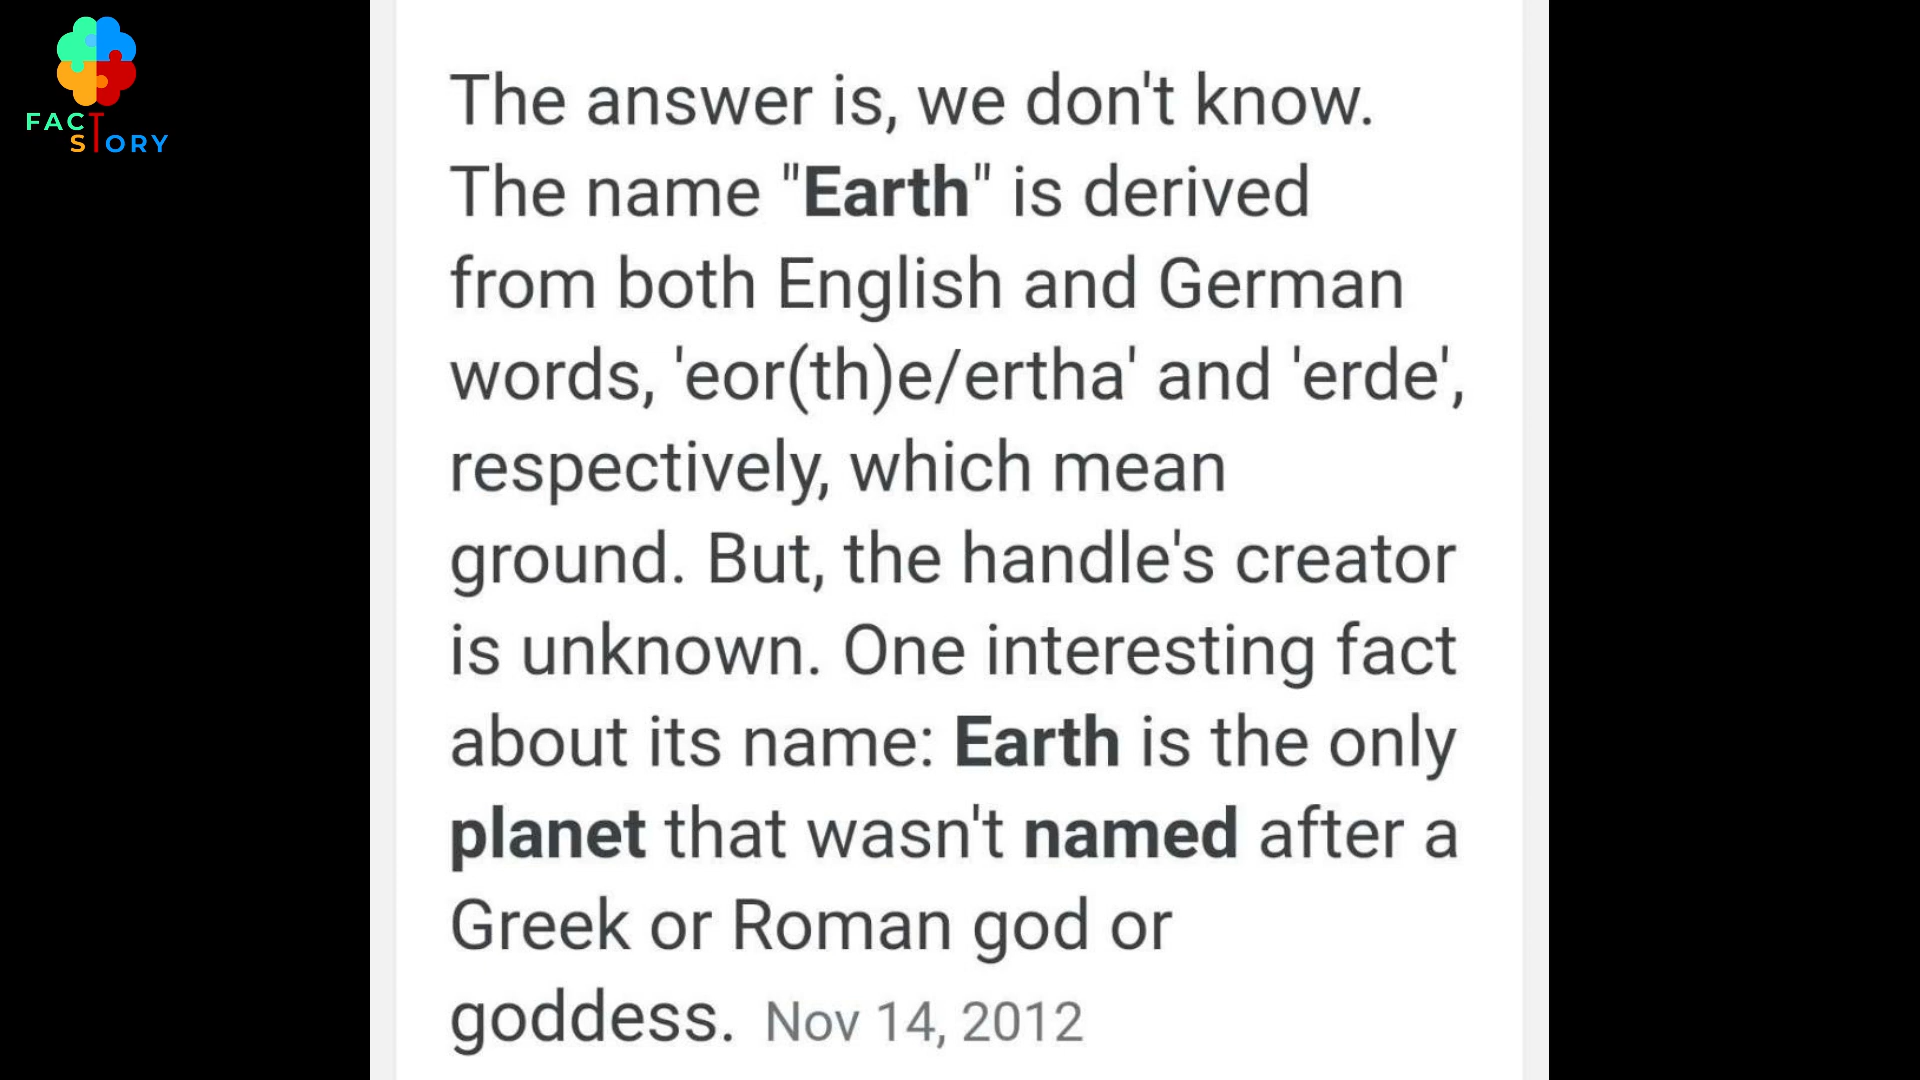 FACT
STORY
The answer is, we don't know.
The name "Earth" is derived
from both English and German
words, 'eor(th)e/ertha' and 'erde',
respectively, which mean
ground. But, the handle's creator
is unknown. One interesting fact
about its name: Earth is the only
planet that wasn't named after a
Greek or Roman god or
goddess. Nov 14, 2012